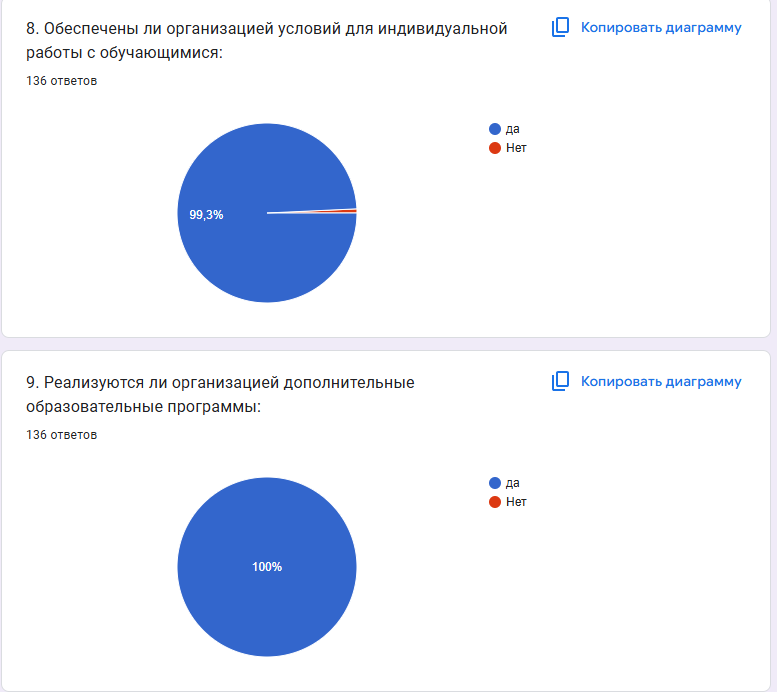 8. Обеспечены ли организацией условий для индивидуальной
работы с обучающимися:
Копировать диаграмму
136 ответов
да
Нет
99,3%
9. Реализуются ли организацией дополнительные
образовательные программы:
Копировать диаграмму
136 ответов
да
Нет
100%